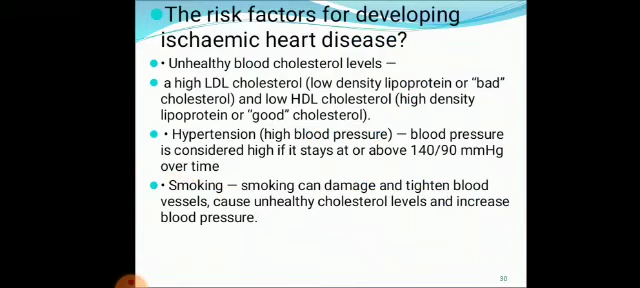 The risk factors for developing
ischaemic heart disease?
• Unhealthy blood cholesterol levels —
a high LDL cholesterol (low density lipoprotein or “bad”
cholesterol) and low HDL cholesterol (high density
lipoprotein or “good” cholesterol).
• Hypertension (high blood pressure) — blood pressure
is considered high if it stays at or above 140/90 mmHg
over time
• Smoking — smoking can damage and tighten blood
vessels, cause unhealthy cholesterol levels and increase
blood pressure.
30